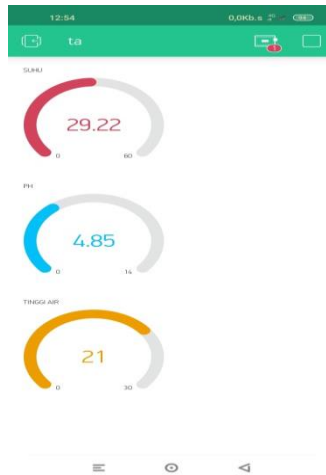 12:54 0,0Kb.s
ta
SUHU
29.22
0 60
PH
4.85
0 14
TINGGI AIR
21
0 30